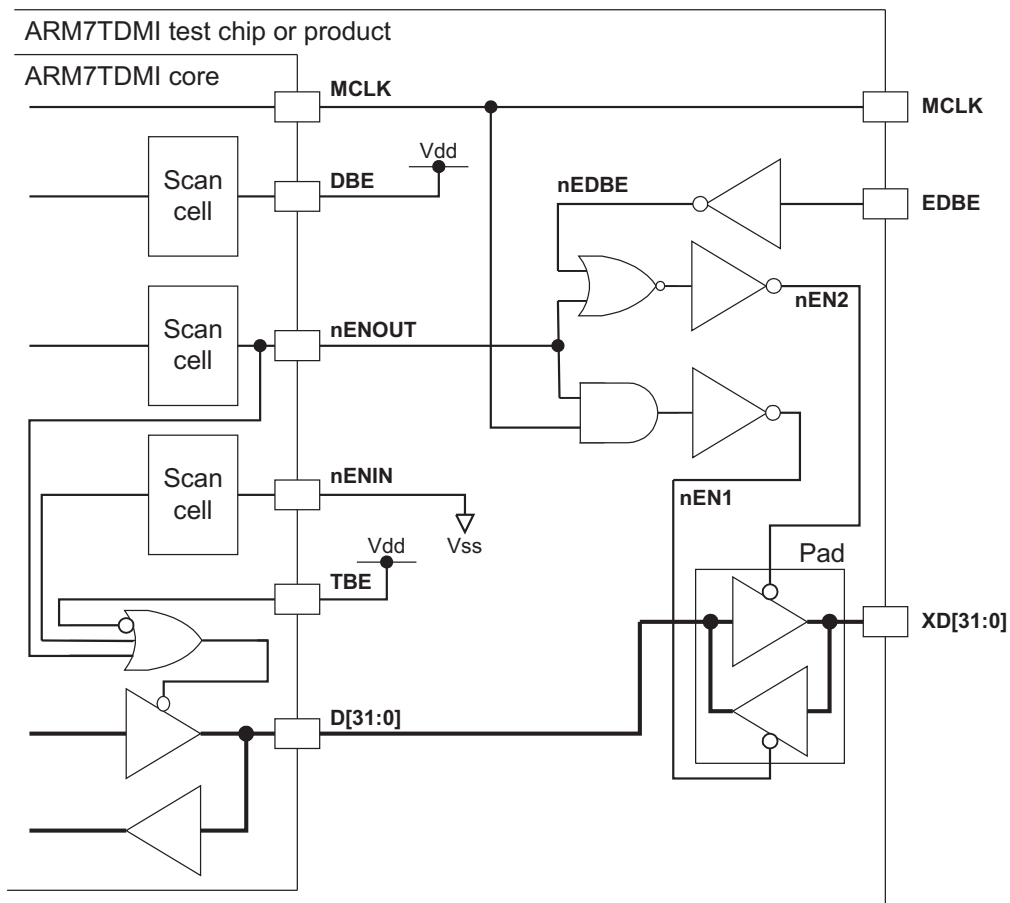 ARM7TDMI test chip or product
ARM7TDMI core
MCLK
MCLK
Vdd
Scan
cell
DBE
nEDBE
EDBE
Scan
cell
nENOUT
nEN2
Scan
cell
nENIN
nEN1
Vss
Vdd
TBE
Pad
XD[31:0]
D[31:0]